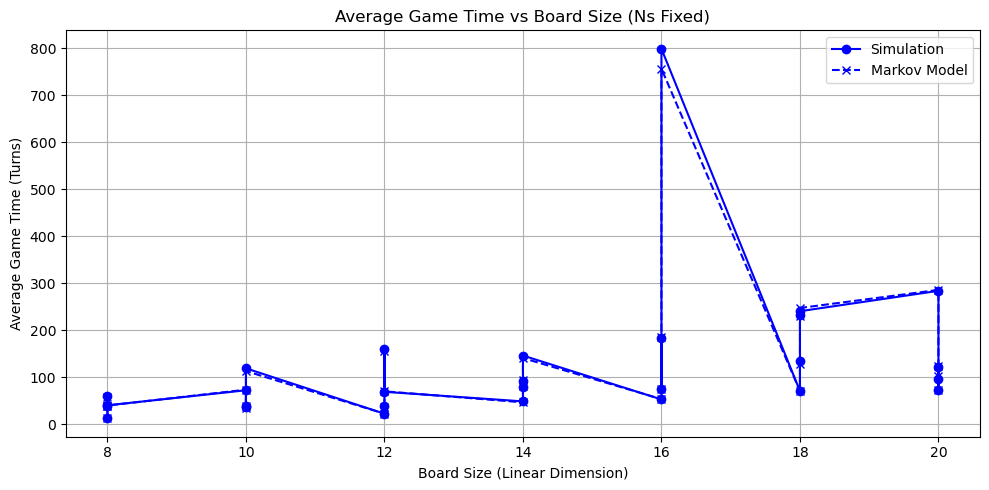 Average Game Time vs Board Size (Ns Fixed)
Simulation
Markov Model
800
700
600
500
400
300
200
100
0
Average Game Time (Turns)
8 10 12 14 16 18 20
Board Size (Linear Dimension)